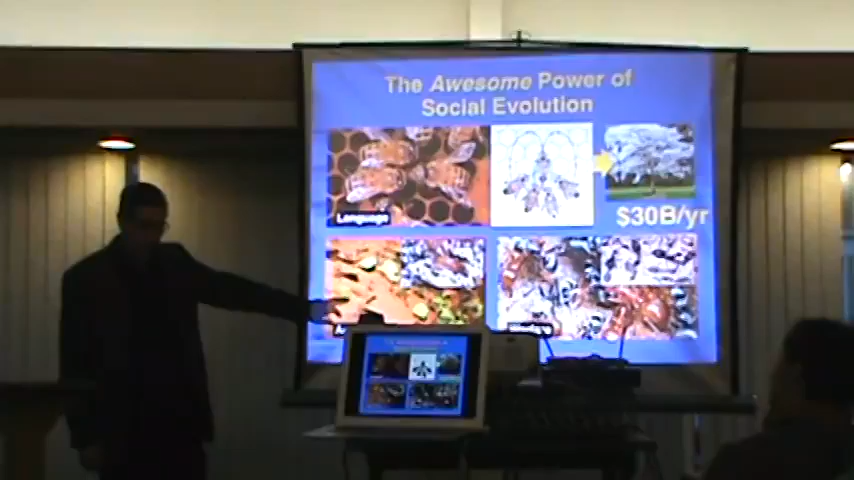 The Awesome Power of
Social Evolution
Language
$30B/yr